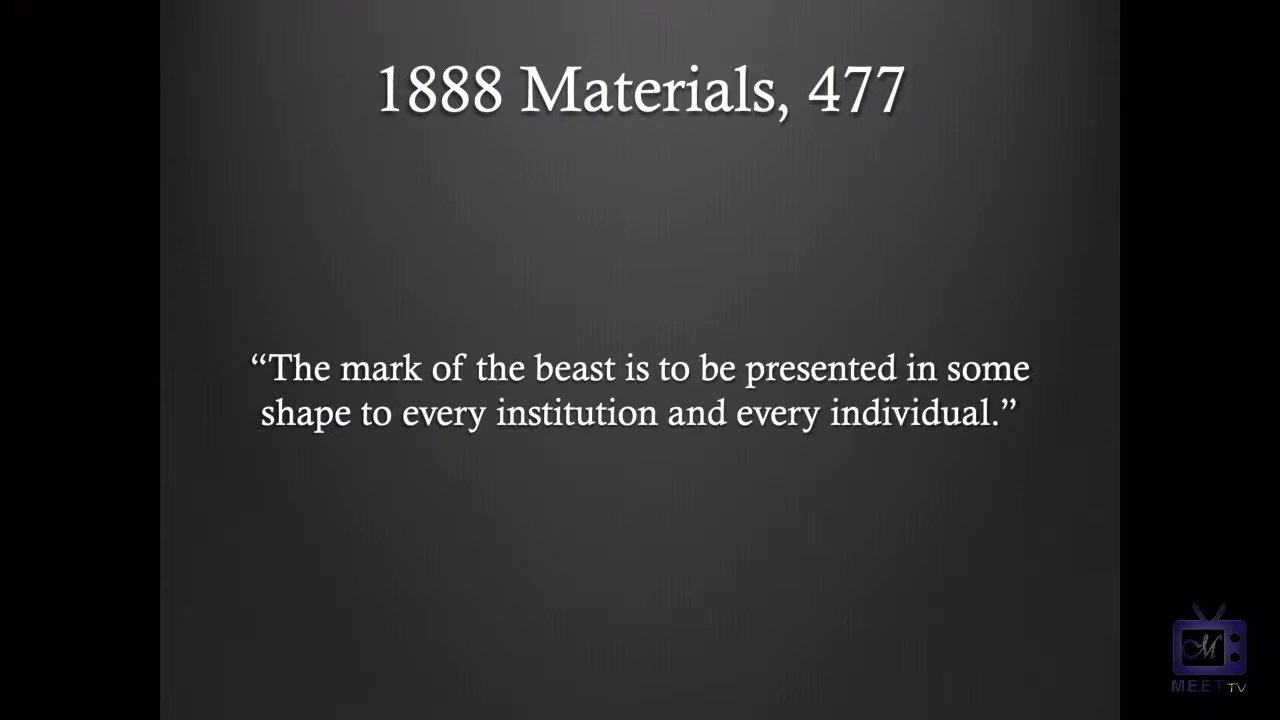 1888 Materials, 477
“The mark of the beast is to be presented in some
shape to every institution and every individual.”
M
MEET TV